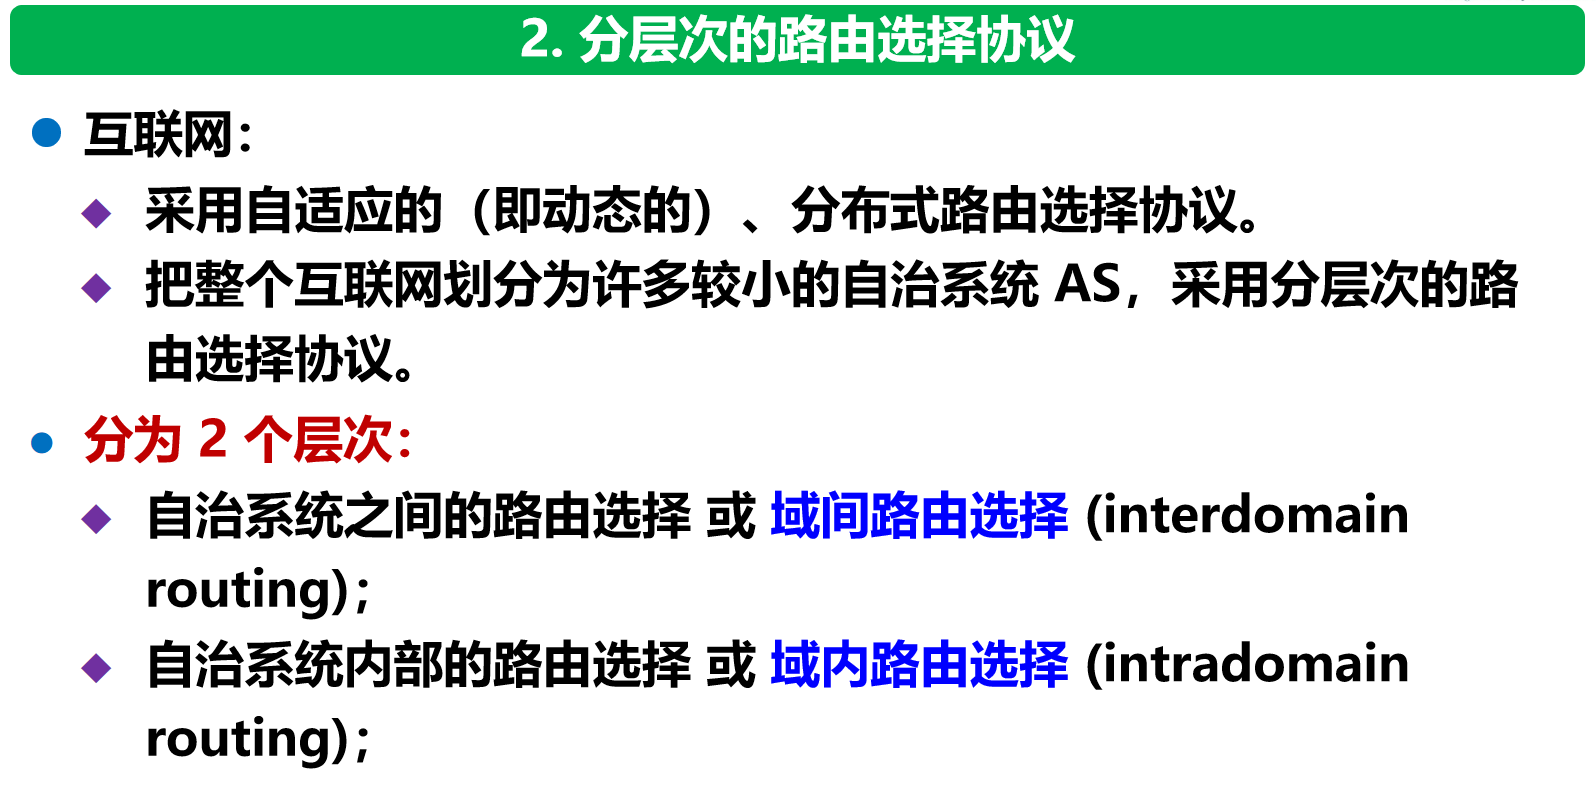 2. 分层次的路由选择协议
互联网：
采用自适应的（即动态的）、分布式路由选择协议。
把整个互联网划分为许多较小的自治系统 AS，采用分层次的路
由选择协议。
分为 2 个层次：
自治系统之间的路由选择 或 域间路由选择 (interdomain
routing)；
自治系统内部的路由选择 或 域内路由选择 (intradomain
routing)；